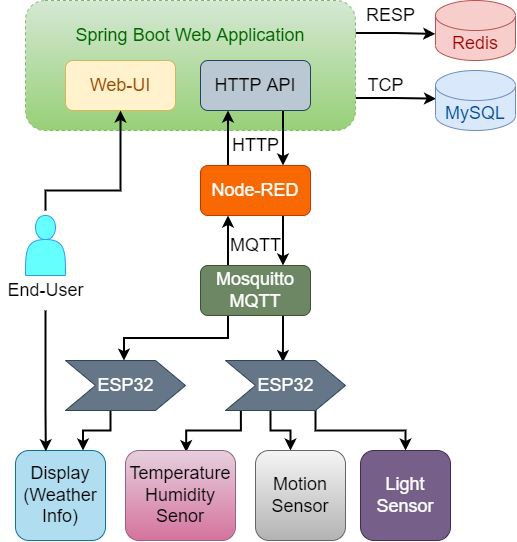 RESP
Spring Boot Web Application
Redis
Web-UI
HTTP API
TCP
MySQL
HTTP
Node-RED
MQTT
End-User
Mosquitto
MQTT
ESP32
ESP32
Display
(Weather
Info)
Temperature
Humidity
Senor
Motion
Sensor
Light
Sensor